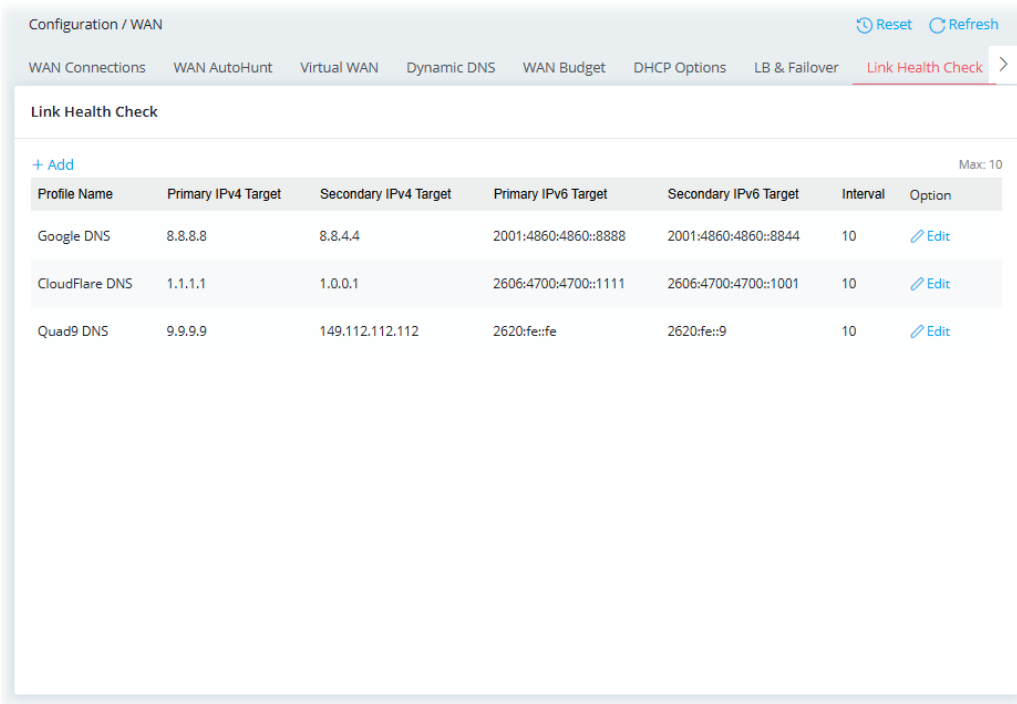 Configuration / WAN
Reset Refresh
WAN Connections WAN AutoHunt Virtual WAN Dynamic DNS WAN Budget DHCP Options LB & Failover Link Health Check
Link Health Check
+ Add
Max: 10
Profile Name Primary IPv4 Target Secondary IPv4 Target Primary IPv6 Target Secondary IPv6 Target Interval Option
Google DNS 8.8.8.8 8.8.4.4 2001:4860:4860::8888 2001:4860:4860::8844 10 Edit
CloudFlare DNS 1.1.1.1 1.0.0.1 2606:4700:4700::1111 2606:4700:4700::1001 10 Edit
Quad9 DNS 9.9.9.9 149.112.112.112 2620:fe::fe 2620:fe::9 10 Edit